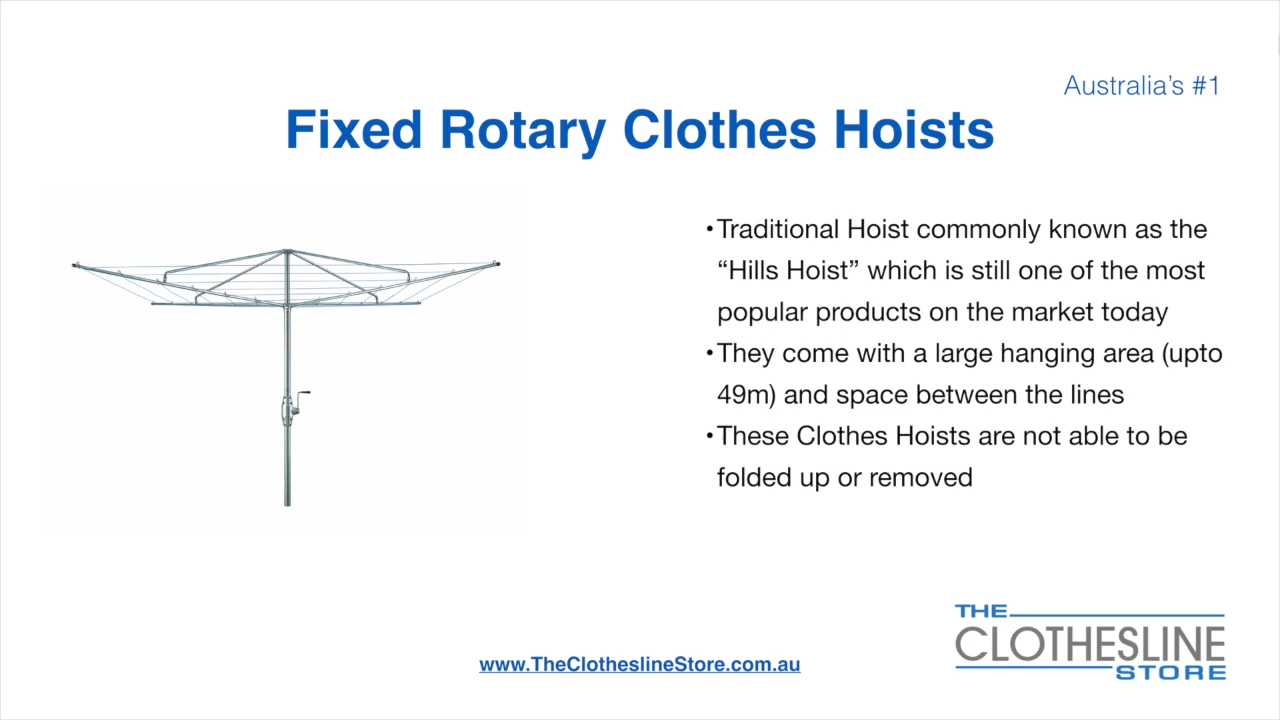 Australia's #1
Fixed Rotary Clothes Hoists
•Traditional Hoist commonly known as the
“Hills Hoist” which is still one of the most
popular products on the market today
•They come with a large hanging area (upto
49m) and space between the lines
•These Clothes Hoists are not able to be
folded up or removed
www.TheClotheslineStore.com.au
THE
CLOTHESLINE
STORE